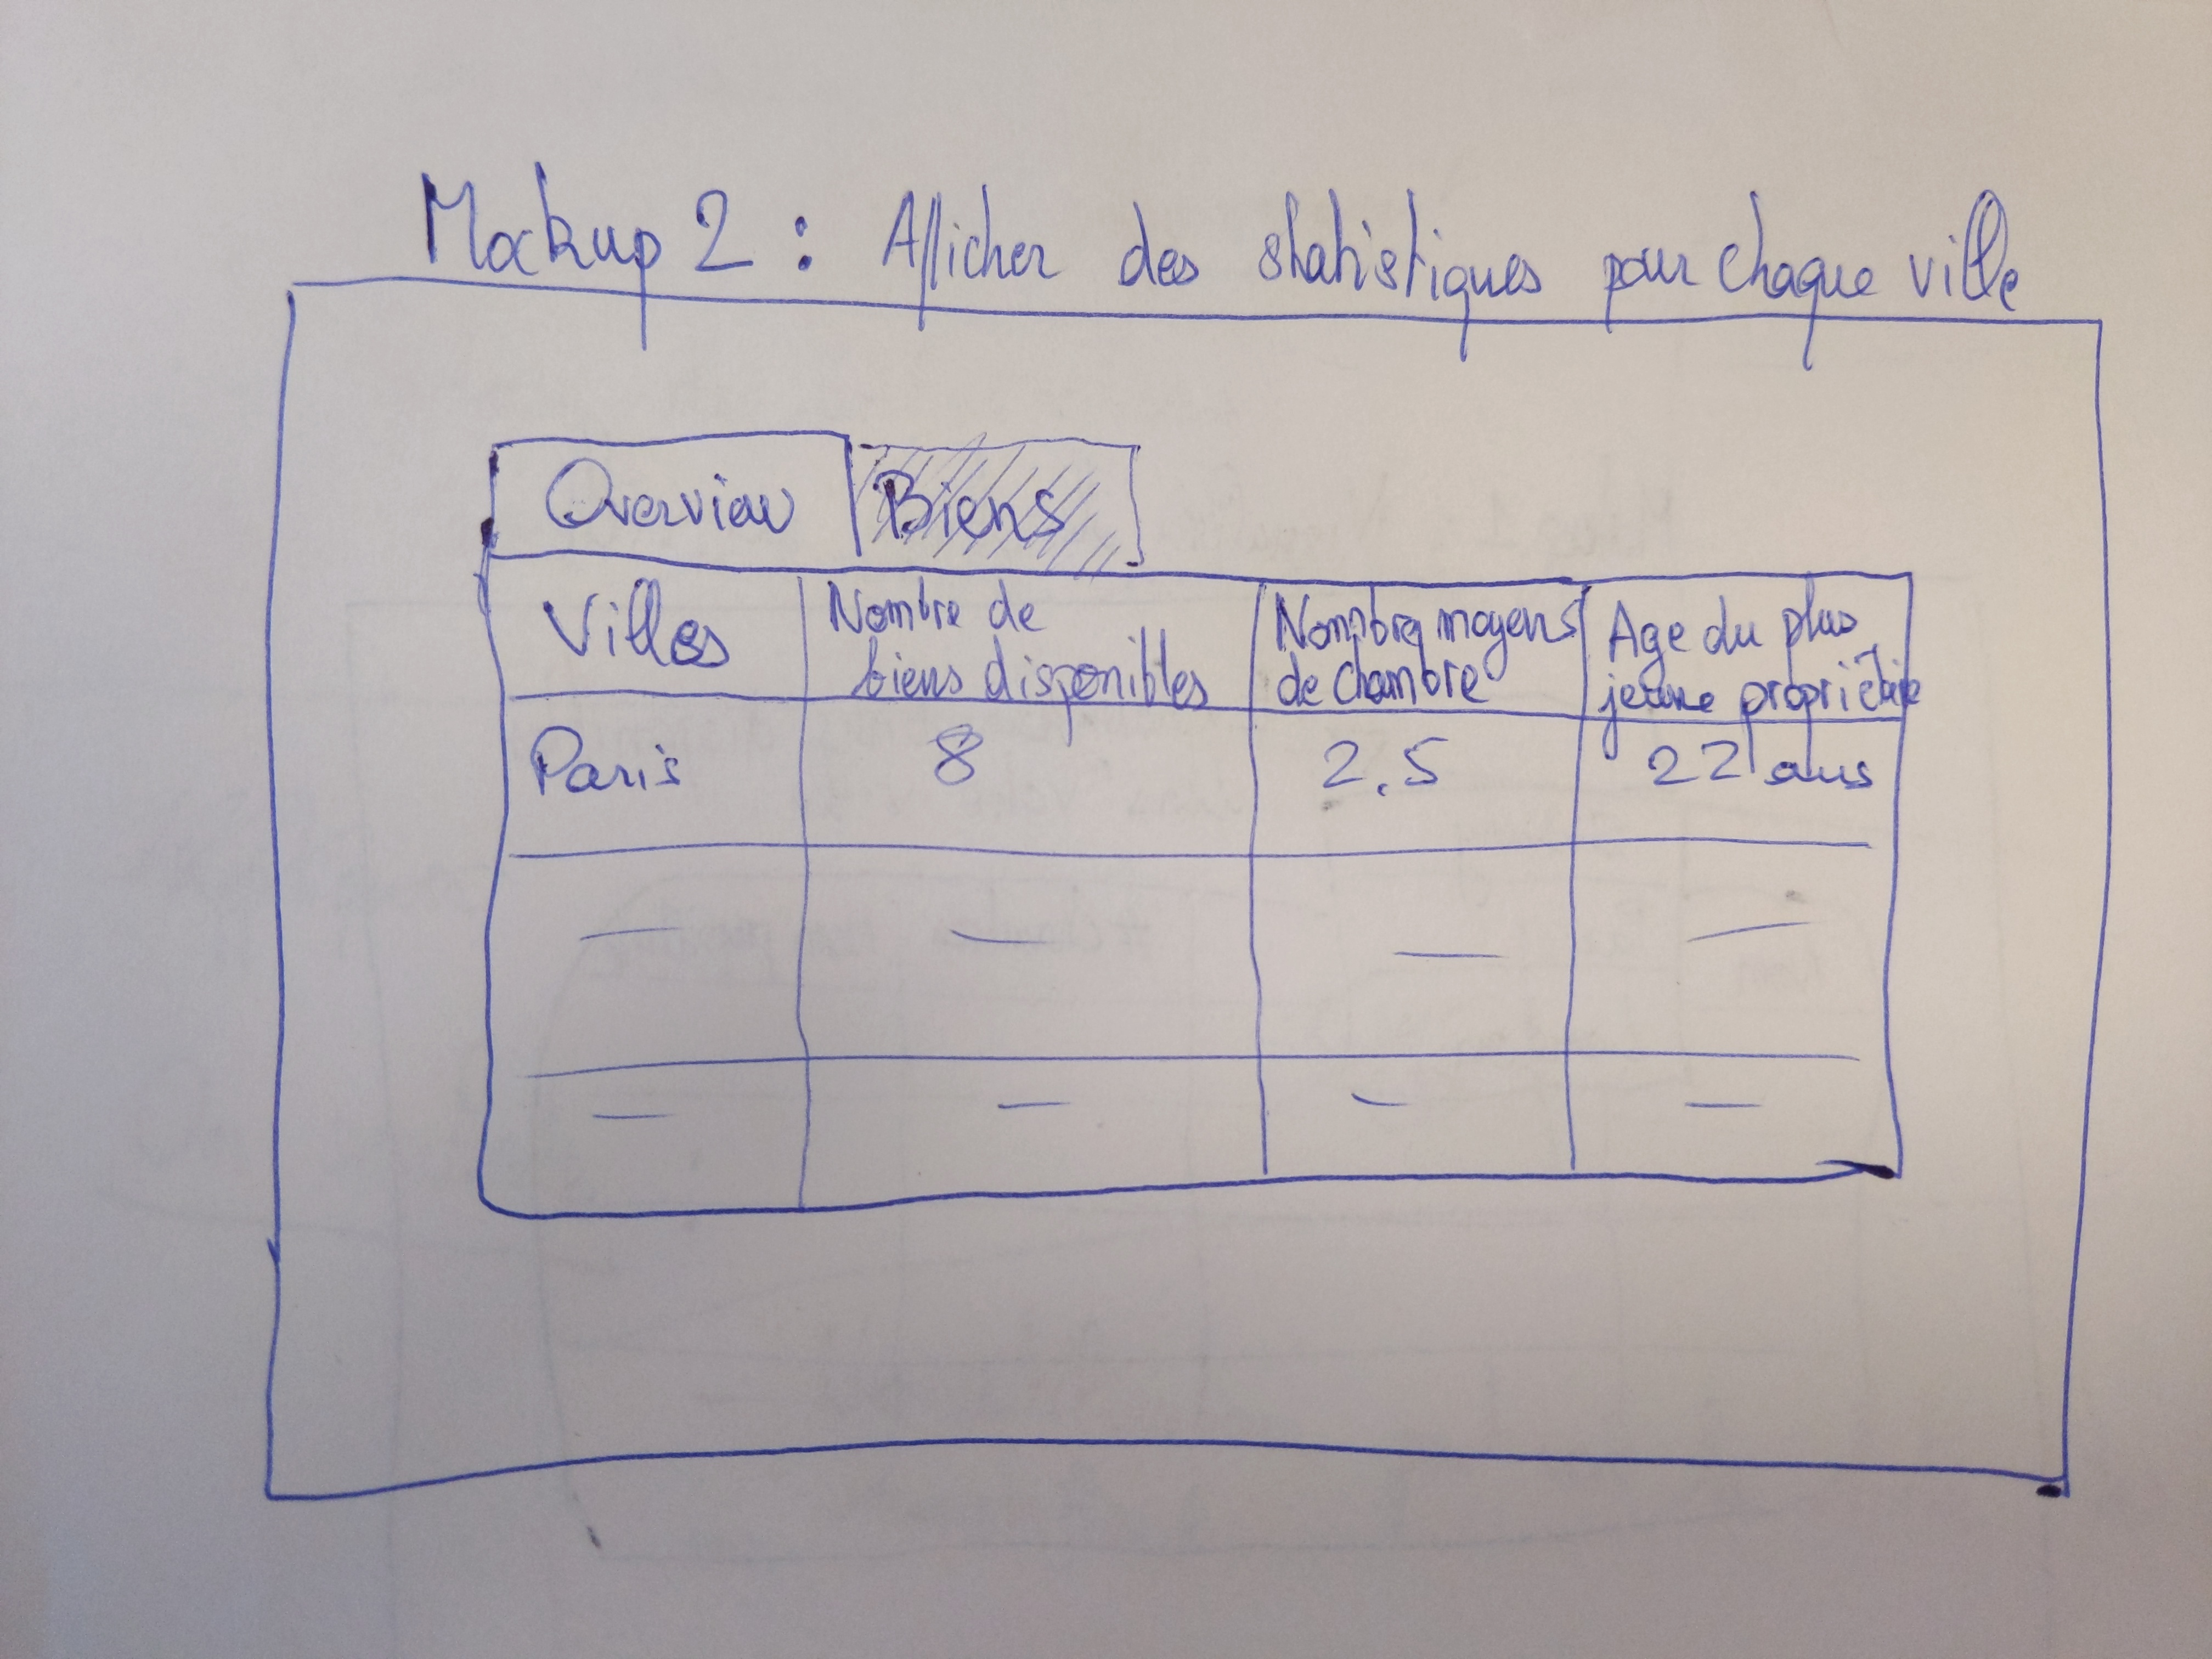 Mockup 2 : Afficher des statistiques pour chaque ville
Overview Biens
Villes
Nombre de
biens disponibles
Nombre moyens
de chambre
Age du plus
jeune propriétaire
Paris 8 2.5 22 ans
— — — —
— — — —